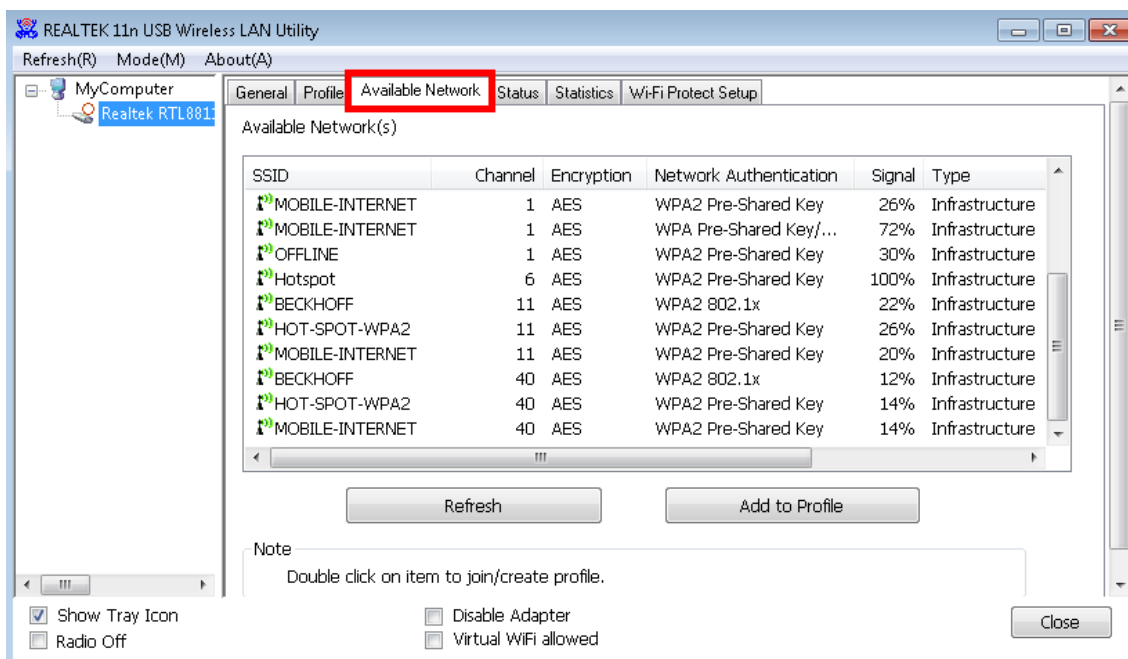 REALTEK 11n USB Wireless LAN Utility
Refresh(R) Mode(M) About(A)
MyComputer
Realtek RTL8811
General Profile Available Network Status Statistics Wi-Fi Protect Setup
Available Network(s)
SSID Channel Encryption Network Authentication Signal Type
MOBILE-INTERNET 1 AES WPA2 Pre-Shared Key 26% Infrastructure
MOBILE-INTERNET 1 AES WPA Pre-Shared Key/... 72% Infrastructure
OFFLINE 1 AES WPA2 Pre-Shared Key 30% Infrastructure
Hotspot 6 AES WPA2 Pre-Shared Key 100% Infrastructure
BECKHOFF 11 AES WPA2 802.1x 22% Infrastructure
HOT-SPOT-WPA2 11 AES WPA2 Pre-Shared Key 26% Infrastructure
MOBILE-INTERNET 11 AES WPA2 Pre-Shared Key 20% Infrastructure
BECKHOFF 40 AES WPA2 802.1x 12% Infrastructure
HOT-SPOT-WPA2 40 AES WPA2 Pre-Shared Key 14% Infrastructure
MOBILE-INTERNET 40 AES WPA2 Pre-Shared Key 14% Infrastructure
Refresh Add to Profile
Note
Double click on item to join/create profile.
Show Tray Icon Disable Adapter
Radio Off Virtual WiFi allowed
Close